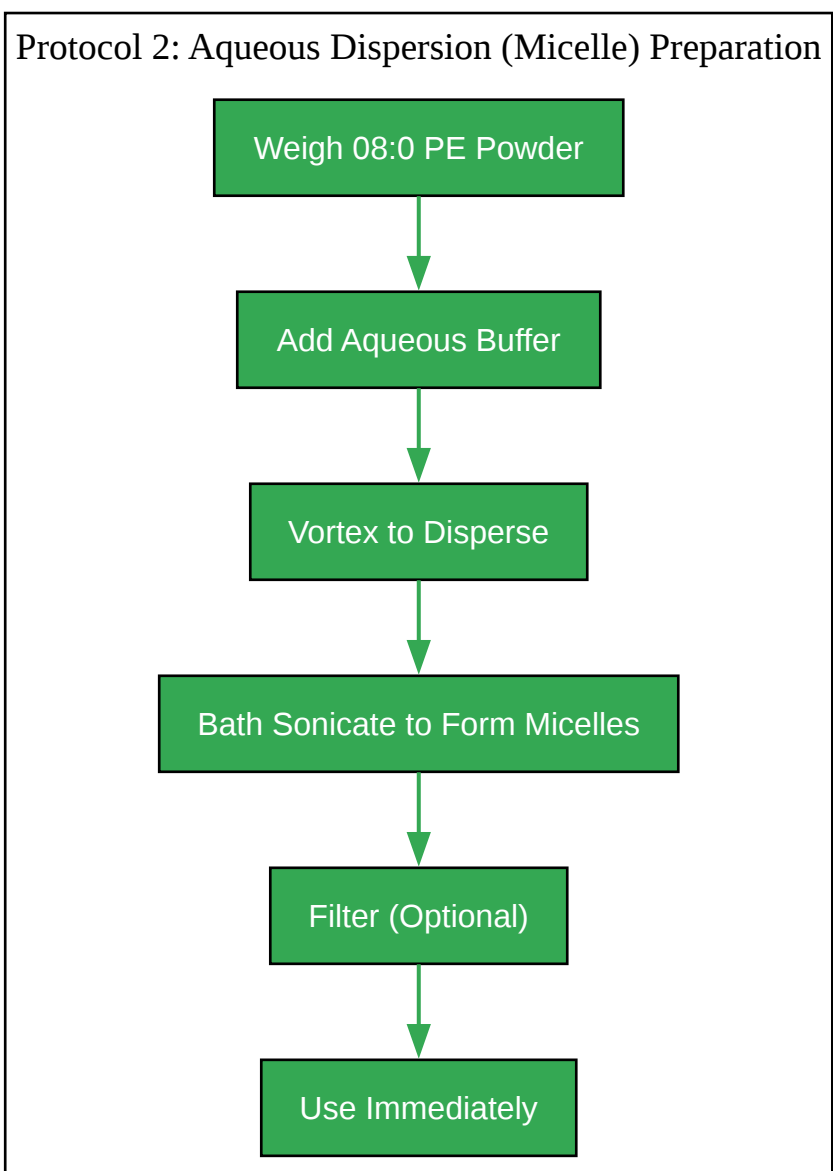 Protocol 2: Aqueous Dispersion (Micelle) Preparation
Weigh 08:0 PE Powder
Add Aqueous Buffer
Vortex to Disperse
Bath Sonicate to Form Micelles
Filter (Optional)
Use Immediately